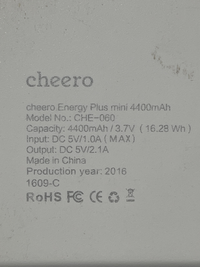 cheero
cheero Energy Plus mini 4400mAh
Model No.: CHE-060
Capacity: 4400mAh / 3.7V ( 16.28 Wh )
Input: DC 5V/1.0A ( MAX )
Output: DC 5V/2.1A
Made in China
Production year: 2016
1609-C
RoHS FC CE